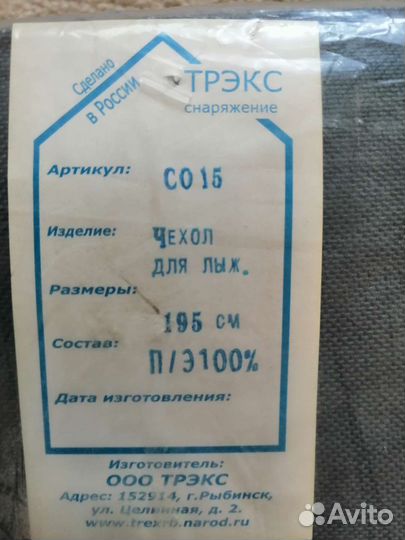 Сделано
в России
ТРЭКС
снаряжение
Артикул: СО15
Изделие: ЧЕХОЛ
ДЛЯ ЛЫЖ.
Размеры:
195 СМ
Состав: П/Э100%
Дата изготовления:
Изготовитель:
ООО ТРЭКС
Адрес: 152914, г.Рыбинск,
ул. Целинная, д. 2.
www.trexrb.narod.ru
Avito